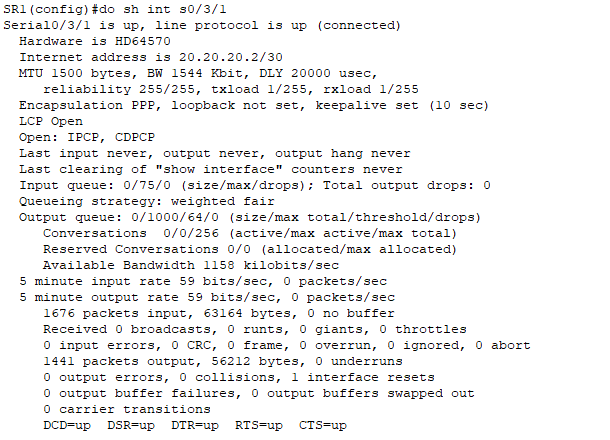 SR1(config)#do sh int s0/3/1
Serial0/3/1 is up, line protocol is up (connected)
Hardware is HD64570
Internet address is 20.20.20.2/30
MTU 1500 bytes, BW 1544 Kbit, DLY 20000 usec,
reliability 255/255, txload 1/255, rxload 1/255
Encapsulation PPP, loopback not set, keepalive set (10 sec)
LCP Open
Open: IPCP, CDPCP
Last input never, output never, output hang never
Last clearing of "show interface" counters never
Input queue: 0/75/0 (size/max/drops); Total output drops: 0
Queueing strategy: weighted fair
Output queue: 0/1000/64/0 (size/max total/threshold/drops)
Conversations 0/0/256 (active/max active/max total)
Reserved Conversations 0/0 (allocated/max allocated)
Available Bandwidth 1158 kilobits/sec
5 minute input rate 59 bits/sec, 0 packets/sec
5 minute output rate 59 bits/sec, 0 packets/sec
1676 packets input, 63164 bytes, 0 no buffer
Received 0 broadcasts, 0 runts, 0 giants, 0 throttles
0 input errors, 0 CRC, 0 frame, 0 overrun, 0 ignored, 0 abort
1441 packets output, 56212 bytes, 0 underruns
0 output errors, 0 collisions, 1 interface resets
0 output buffer failures, 0 output buffers swapped out
0 carrier transitions
DCD=up DSR=up DTR=up RTS=up CTS=up